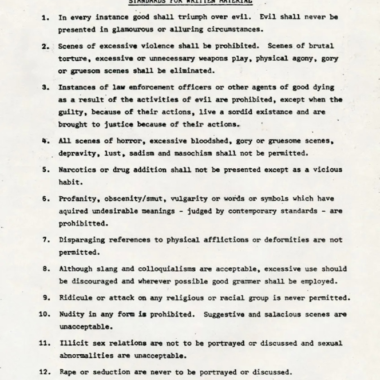 STANDARDS FOR WRITTEN MATERIAL
1. In every instance good shall triumph over evil. Evil shall never be
presented in glamourous or alluring circumstances.
2. Scenes of excessive violence shall be prohibited. Scenes of brutal
torture, excessive or unnecessary weapons play, physical agony, gory
or gruesom scenes shall be eliminated.
3. Instances of law enforcement officers or other agents of good dying
as a result of the activities of evil are prohibited, except when the
guilty, because of their actions, live a sordid existance and are
brought to justice because of their actions.
4. All scenes of horror, excessive bloodshed, gory or gruesome scenes,
depravity, lust, sadism and masochism shall not be permitted.
5. Narcotics or drug addition shall not be presented except as a vicious
habit.
6. Profanity, obscenity/smut, vulgarity or words or symbols which have
aquired undesirable meanings - judged by contemporary standards - are
prohibitted.
7. Disparaging references to physical afflictions or deformities are not
permitted.
8. Although slang and colloquialisms are acceptable, excessive use should
be discouraged and wherever possible good grammer shall be employed.
9. Ridicule or attack on any religious or racial group is never permitted.
10. Nudity in any form is prohibited. Suggestive and salacious scenes are
unacceptable.
11. Illicit sex relations are not to be portrayed or discussed and sexual
abnormalities are unacceptable.
12. Rape or seduction are never to be portrayed or discussed.